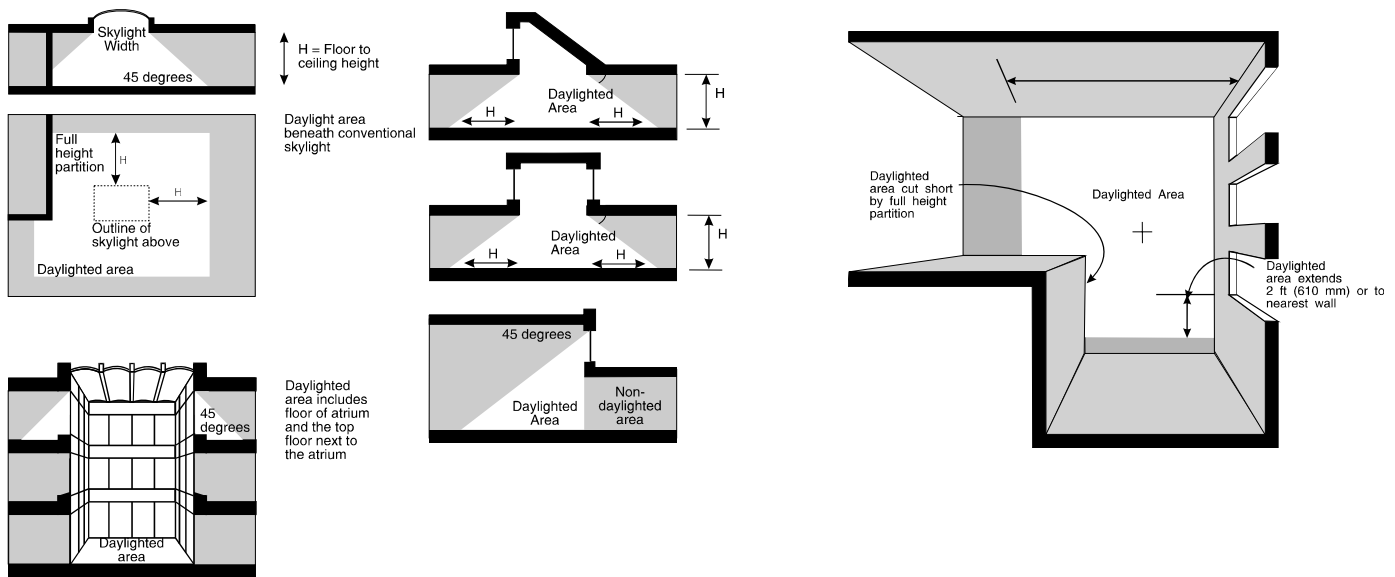 Skylight
Width
45 degrees
H = Floor to
ceiling height
Full
height
partition
H
H
Outline of
skylight above
Daylighted area
Daylight area
beneath conventional
skylight
45
degrees
Daylighted
area
Daylighted
area includes
floor of atrium
and the top
floor next to
the atrium
Daylighted
Area
H
H
H
Daylighted
Area
H
H
H
45 degrees
Daylighted
Area
Non-
daylighted
area
Daylighted
area cut short
by full height
partition
Daylighted Area
Daylighted
area extends
2 ft (610 mm) or to
nearest wall